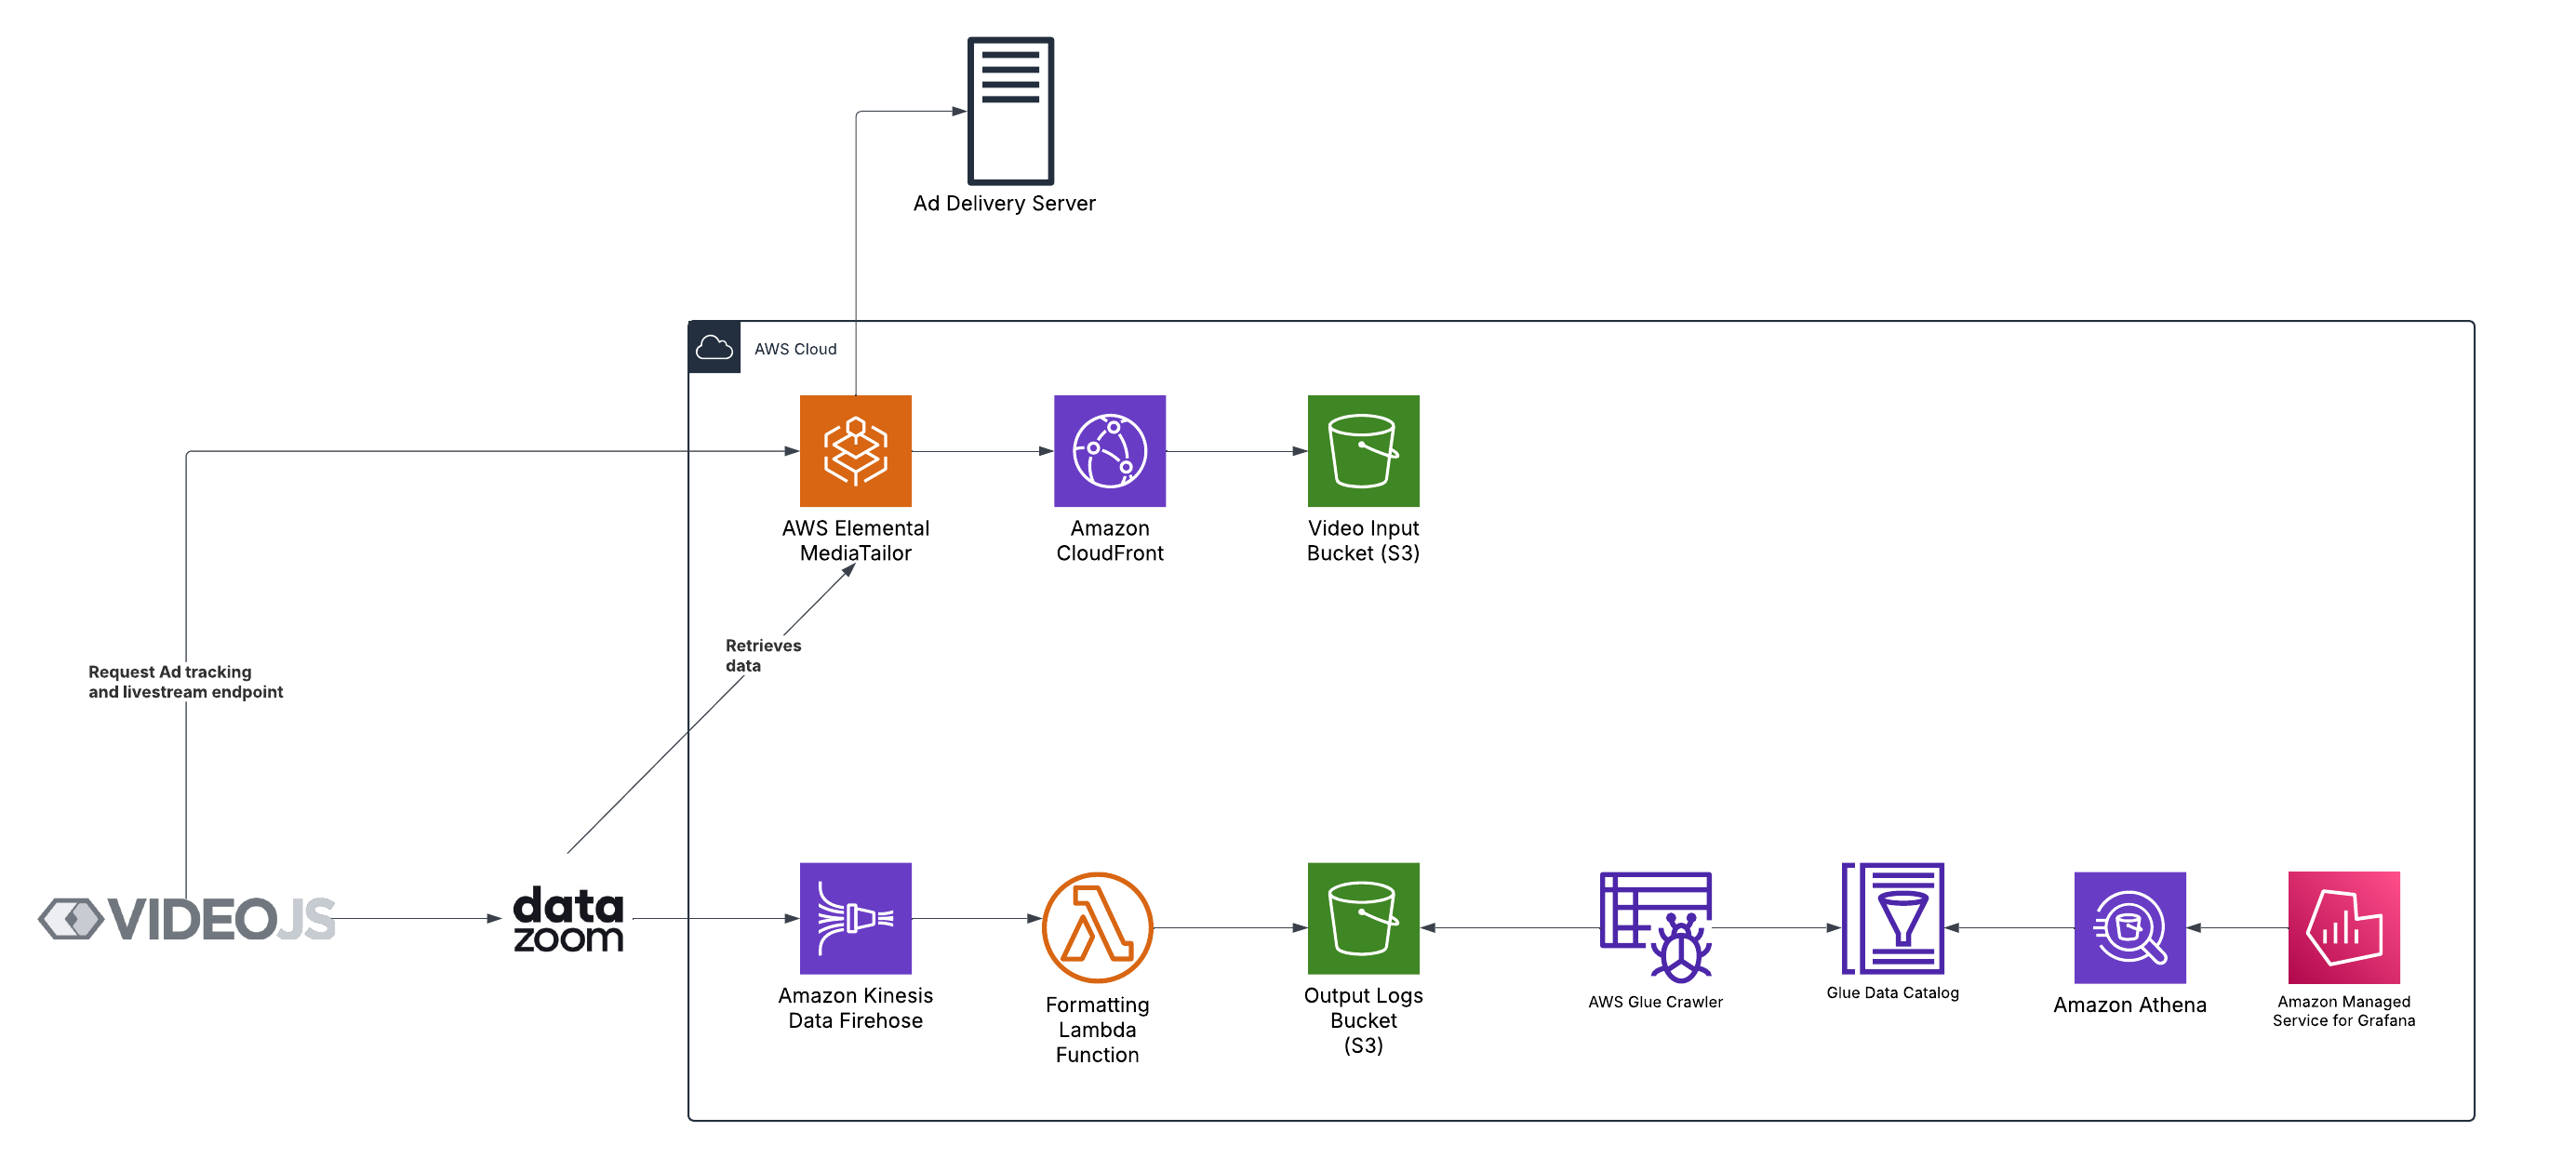 Ad Delivery Server
AWS Cloud
AWS Elemental
MediaTailor
Amazon
CloudFront
Video Input
Bucket (S3)
Retrieves
data
Request Ad tracking
and livestream endpoint
VIDEOJS
data
zoom
Amazon Kinesis
Data Firehose
Formatting
Lambda
Function
Output Logs
Bucket
(S3)
AWS Glue Crawler
Glue Data Catalog
Amazon Athena
Amazon Managed
Service for Grafana